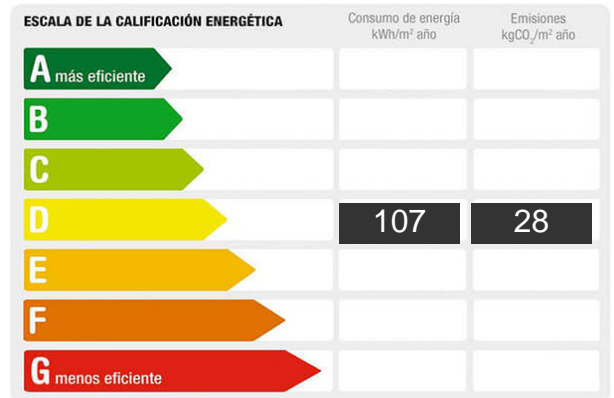 ESCALA DE LA CALIFICACIÓN ENERGÉTICA
Consumo de energía
kWh/m² año
Emisiones
kgCO₂/m² año
A más eficiente
B
C
D 107 28
E
F
G menos eficiente